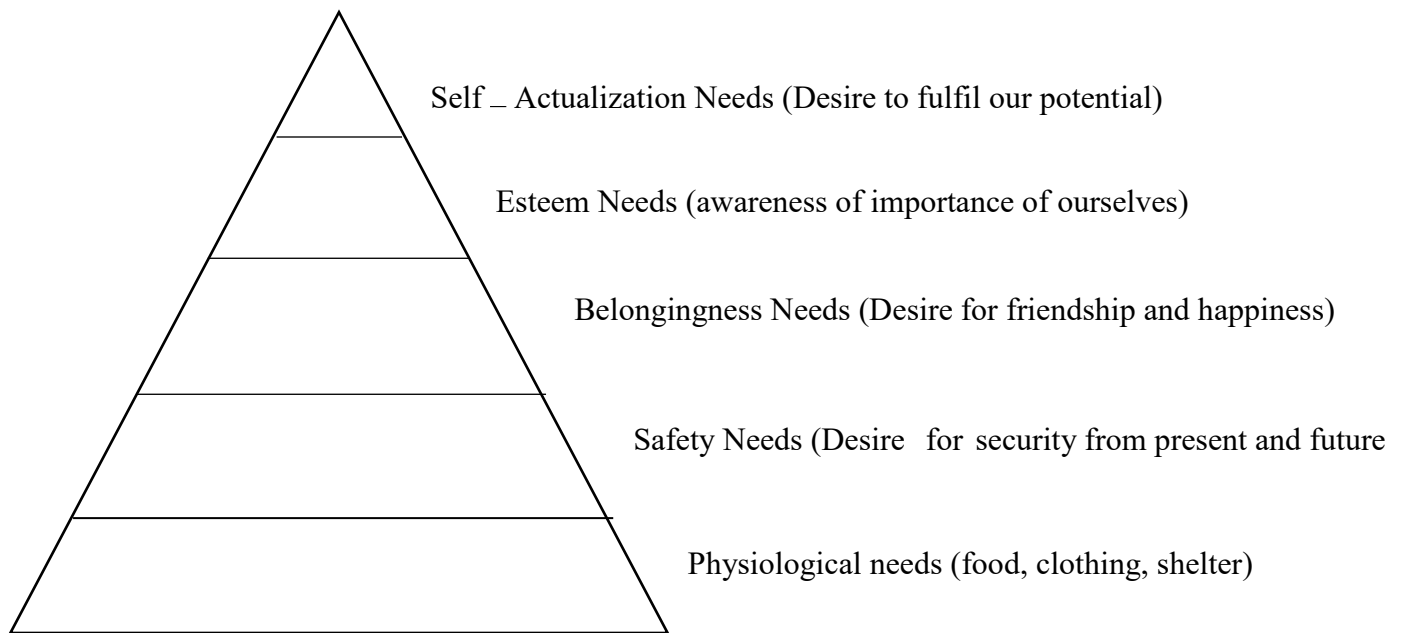 Self – Actualization Needs (Desire to fulfil our potential)
Esteem Needs (awareness of importance of ourselves)
Belongingness Needs (Desire for friendship and happiness)
Safety Needs (Desire for security from present and future
Physiological needs (food, clothing, shelter)